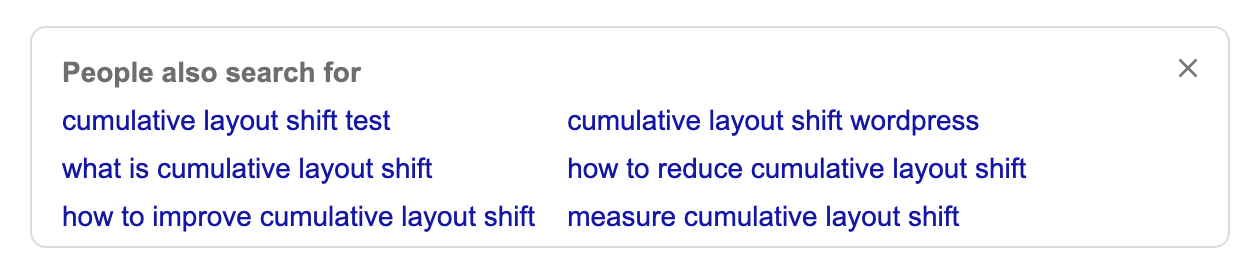 People also search for
cumulative layout shift test
cumulative layout shift wordpress
what is cumulative layout shift
how to reduce cumulative layout shift
how to improve cumulative layout shift
measure cumulative layout shift